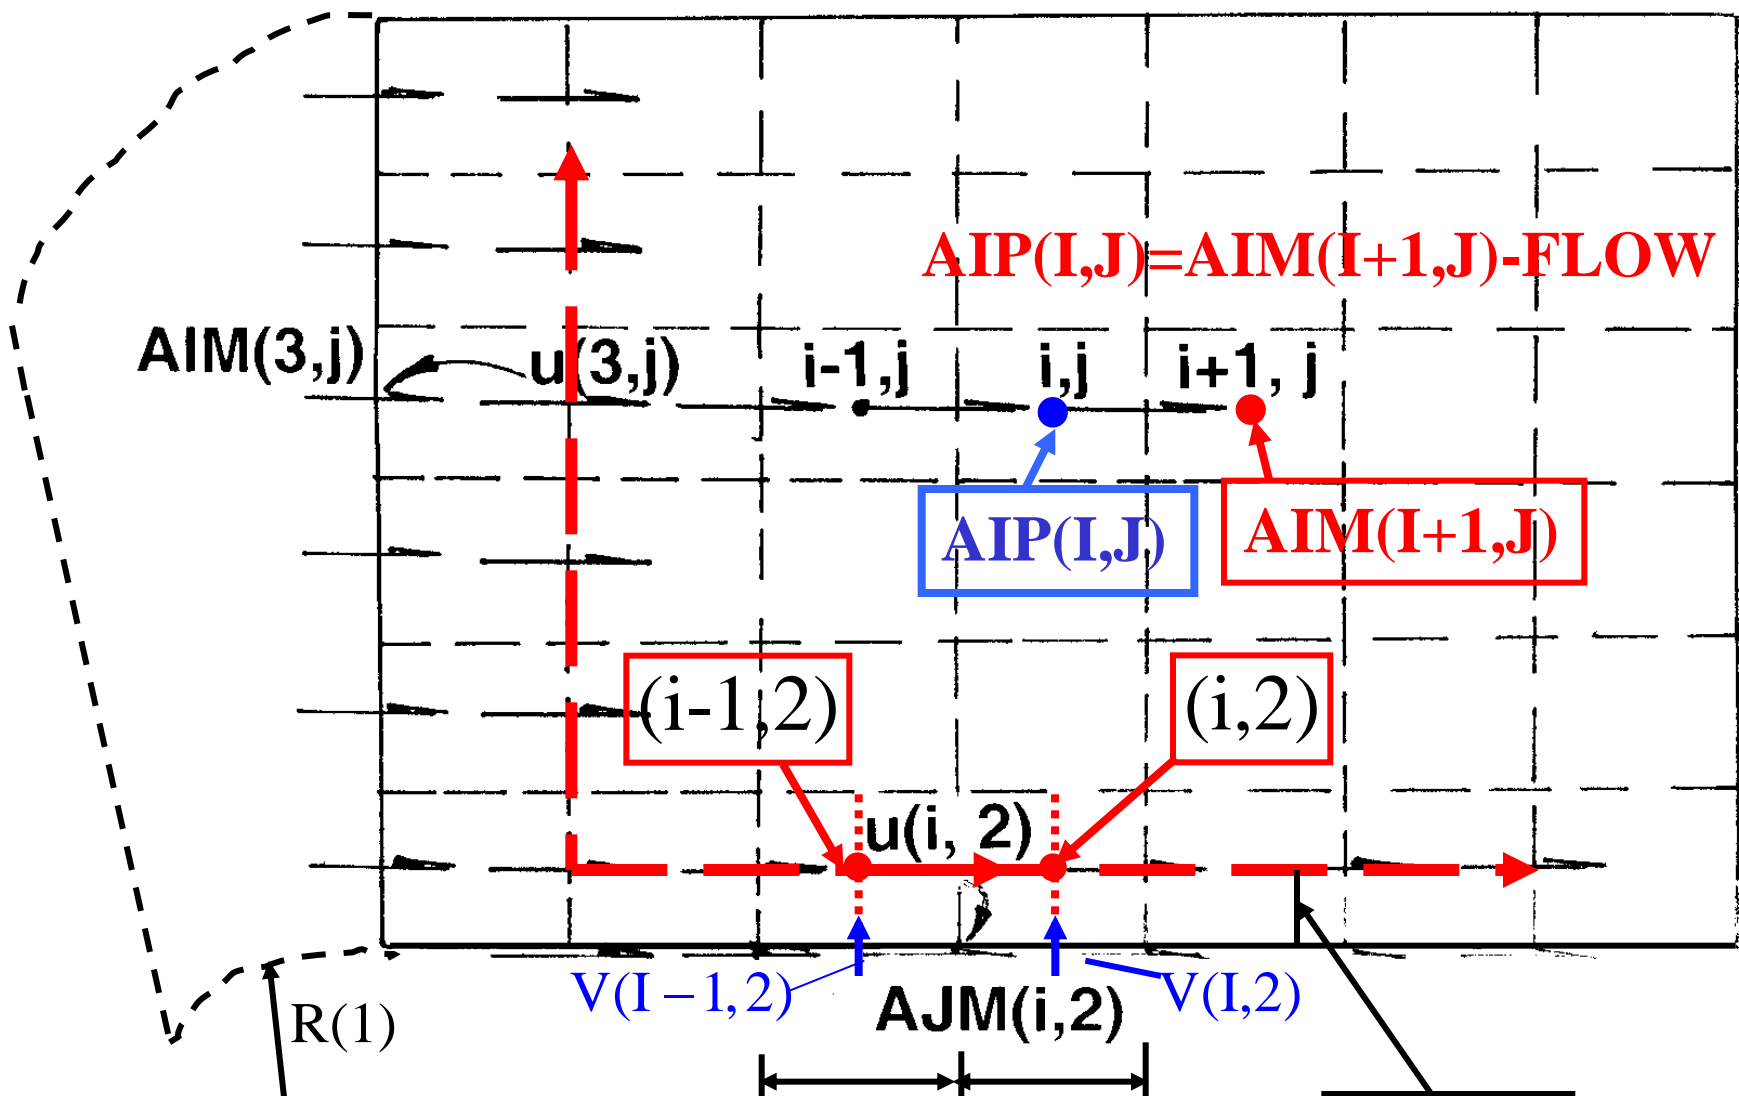 AIP(I,J)=AIM(I+1,J)-FLOW
AIM(3,j)
u(3,j)
i-1,j
i,j
i+1, j
AIP(I,J)
AIM(I+1,J)
(i-1,2)
(i,2)
u(i, 2)
V(I−1,2)
V(I,2)
AJM(i,2)
R(1)